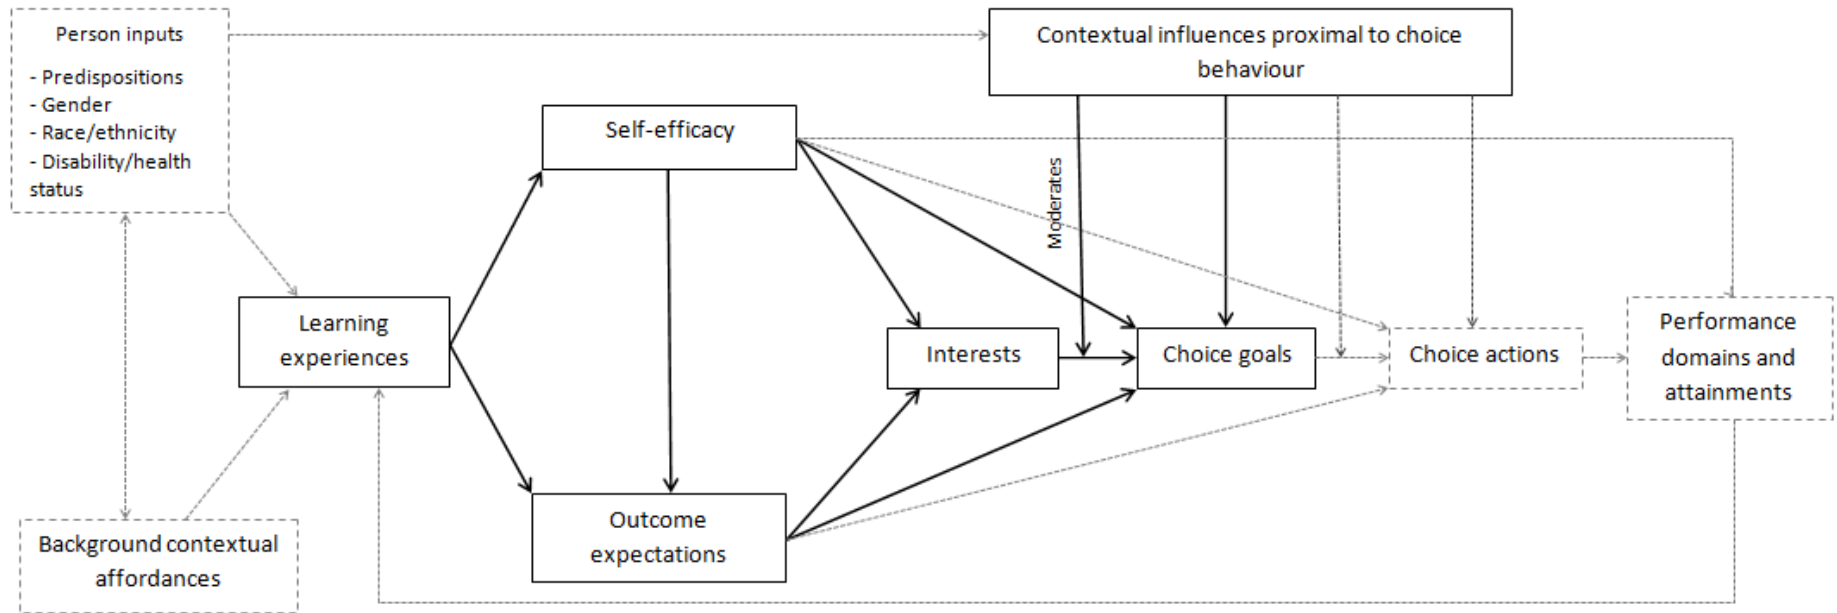 Person inputs
- Predispositions
- Gender
- Race/ethnicity
- Disability/health
status
Contextual influences proximal to choice
behaviour
Self-efficacy
Moderates
Learning
experiences
Interests
Choice goals
Choice actions
Performance
domains and
attainments
Outcome
expectations
Background contextual
affordances